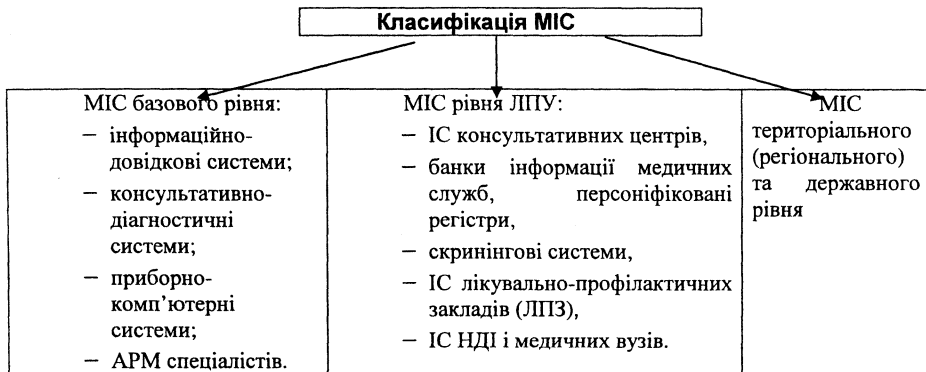 Класифікація МІС
МІС базового рівня:
– інформаційно-
довідкові системи;
– консультативно-
діагностичні
системи;
– приборно-
комп’ютерні
системи;
– АРМ спеціалістів.
МІС рівня ЛПУ:
– ІС консультативних центрів,
– банки інформації медичних
служб, персоніфіковані
регістри,
– скринінгові системи,
– ІС лікувально-профілактичних
закладів (ЛПЗ),
– ІС НДІ і медичних вузів.
МІС
територіального
(регіонального)
та державного
рівня